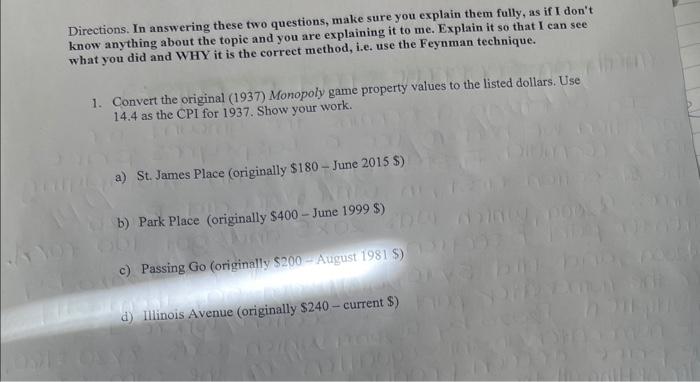 Directions. In answering these two questions, make sure you explain them fully, as if I don't
know anything about the topic and you are explaining it to me. Explain it so that I can see
what you did and WHY it is the correct method, i.e. use the Feynman technique.
1. Convert the original (1937) Monopoly game property values to the listed dollars. Use
14.4 as the CPI for 1937. Show your work.
a) St. James Place (originally $180 – June 2015 $)
b) Park Place (originally $400 – June 1999 $)
c) Passing Go (originally $200 – August 1981 $)
d) Illinois Avenue (originally $240 – current $)